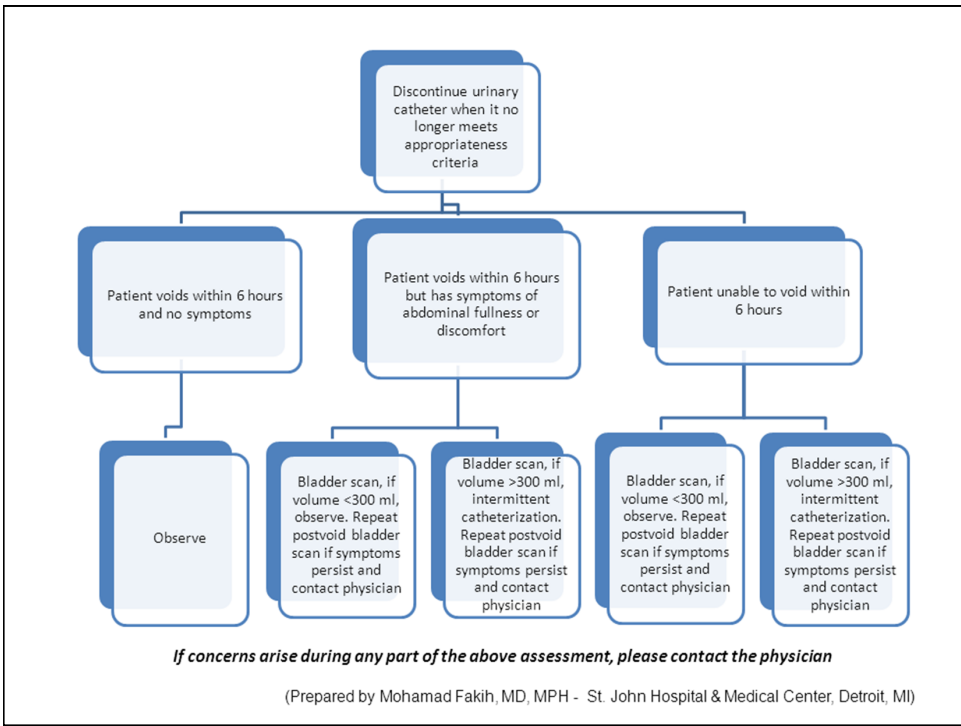 Discontinue urinary
catheter when it no
longer meets
appropriateness
criteria
Patient voids within 6 hours
and no symptoms
Patient voids within 6 hours
but has symptoms of
abdominal fullness or
discomfort
Patient unable to void within
6 hours
Observe
Bladder scan, if
volume <300 ml,
observe. Repeat
postvoid bladder
scan if symptoms
persist and
contact physician
Bladder scan, if
volume >300 ml,
intermittent
catheterization.
Repeat postvoid
bladder scan if
symptoms persist
and contact
physician
Bladder scan, if
volume <300 ml,
observe. Repeat
postvoid bladder
scan if symptoms
persist and
contact physician
Bladder scan, if
volume >300 ml,
intermittent
catheterization.
Repeat postvoid
bladder scan if
symptoms persist
and contact
physician
If concerns arise during any part of the above assessment, please contact the physician
(Prepared by Mohamad Fakih, MD, MPH - St. John Hospital & Medical Center, Detroit, MI)